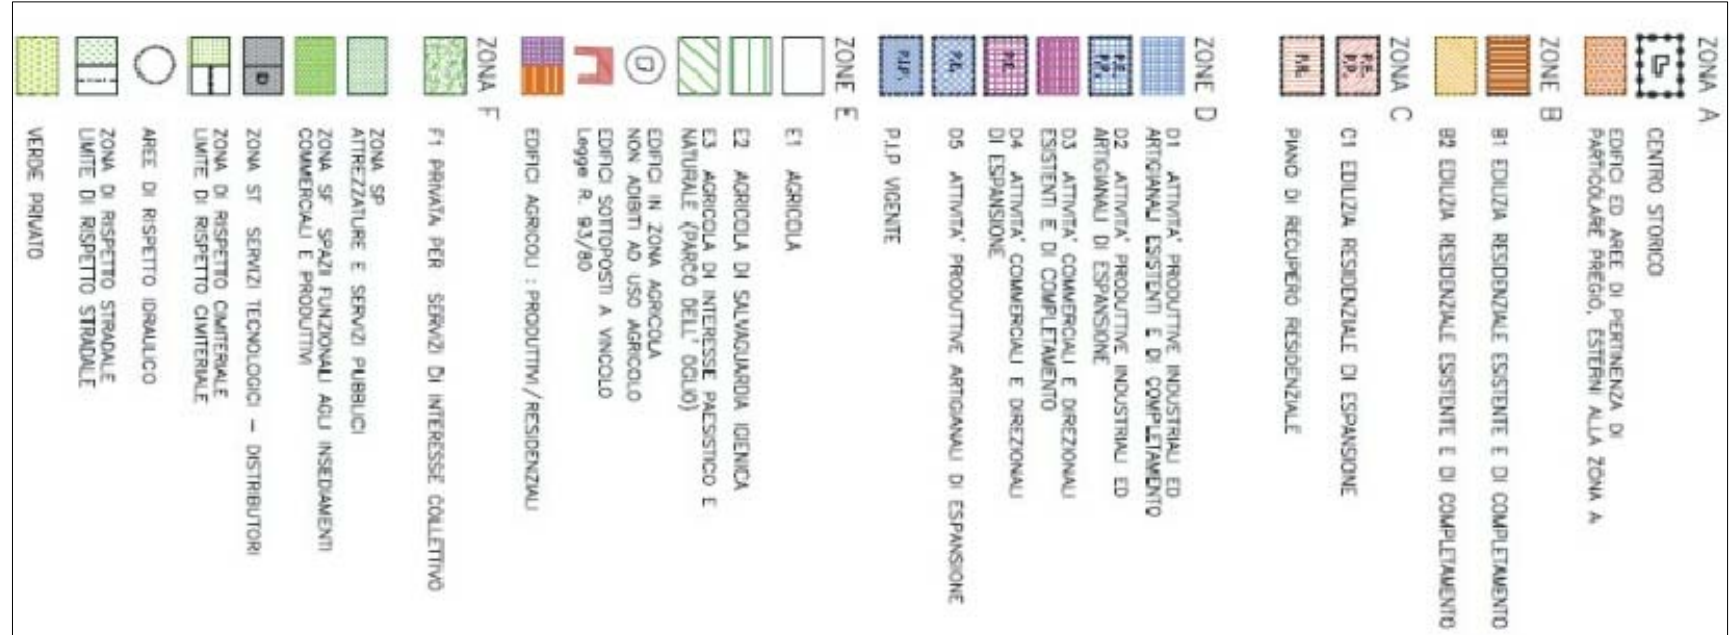 ZONA A
CENTRO STORICO
EDIFICI ED AREE DI PERTINENZA DI
PARTICOLARE PREGIO, ESTERNI ALLA ZONA A
ZONE B
B1 EDILIZIA RESIDENZIALE ESISTENTE E DI COMPLETAMENTO
B2 EDILIZIA RESIDENZIALE ESISTENTE E DI COMPLETAMENTO
ZONA C
P.E.
P.P.
C1 EDILIZIA RESIDENZIALE DI ESPANSIONE
P.R.
PIANO DI RECUPERO RESIDENZIALE
ZONE D
D1 ATTIVITA' PRODUTTIVE INDUSTRIALI ED
ARTIGIANALI ESISTENTI E DI COMPLETAMENTO
P.E.
P.P.
D2 ATTIVITA' PRODUTTIVE INDUSTRIALI ED
ARTIGIANALI DI ESPANSIONE
D3 ATTIVITA' COMMERCIALI E DIREZIONALI
ESISTENTI E DI COMPLETAMENTO
P.E.
D4 ATTIVITA' COMMERCIALI E DIREZIONALI
DI ESPANSIONE
D5 ATTIVITA' PRODUTTIVE ARTIGIANALI DI ESPANSIONE
P.I.P.
P.I.P VIGENTE
ZONE E
E1 AGRICOLA
E2 AGRICOLA DI SALVAGUARDIA IGIENICA
E3 AGRICOLA DI INTERESSE PAESISTICO E
NATURALE (PARCO DELL' OGLIO)
EDIFICI IN ZONA AGRICOLA
NON ADIBITI AD USO AGRICOLO
EDIFICI SOTTOPOSTI A VINCOLO
Legge R. 93/80
EDIFICI AGRICOLI : PRODUTTIVI/RESIDENZIALI
ZONA F
F1 PRIVATA PER SERVIZI DI INTERESSE COLLETTIVO
ZONA SP
ATTREZZATURE E SERVIZI PUBBLICI
ZONA SF SPAZI FUNZIONALI AGLI INSEDIAMENTI
COMMERCIALI E PRODUTTIVI
D
ZONA ST SERVIZI TECNOLOGICI - DISTRIBUTORI
ZONA DI RISPETTO CIMITERIALE
LIMITE DI RISPETTO CIMITERIALE
AREE DI RISPETTO IDRAULICO
ZONA DI RISPETTO STRADALE
LIMITE DI RISPETTO STRADALE
VERDE PRIVATO